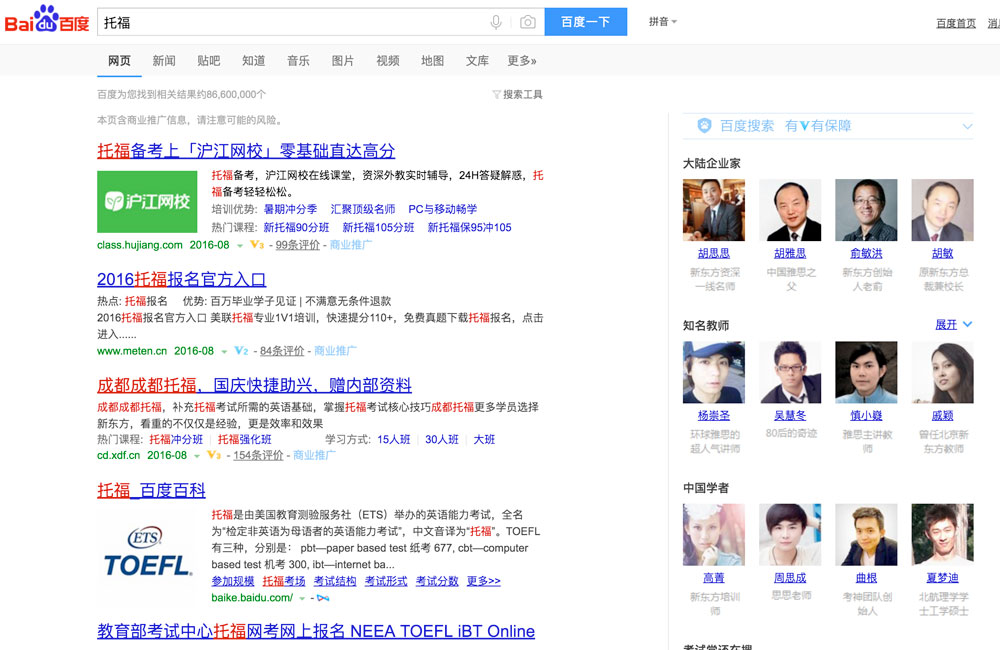 Bai百度
托福
百度一下
拼音
百度首页
网页 新闻 贴吧 知道 音乐 图片 视频 地图 文库 更多»
百度为您找到相关结果约86,600,000个
搜索工具
本页含商业推广信息，请注意可能的风险。
托福备考上「沪江网校」零基础直达高分
沪江网校
托福备考，沪江网校在线课堂，资深外教实时辅导，24H答疑解惑，托
福备考轻轻松松。
培训优势: 暑期冲分季 汇聚顶级名师 PC与移动畅学
热门课程: 新托福90分班 新托福105分班 新托福保95冲105
class.hujiang.com 2016-08 V3 - 99条评价 - 商业推广
2016托福报名官方入口
热点: 托福报名 优势: 百万毕业学子见证 | 不满意无条件退款
2016托福报名官方入口 美联托福专业1V1培训，快速提分110+，免费真题下载托福报名，点击
进入......
www.meten.cn 2016-08 V2 - 84条评价 - 商业推广
成都成都托福，国庆快捷助兴，赠内部资料
成都成都托福，补充托福考试所需的英语基础，掌握托福考试核心技巧成都托福更多学员选择
新东方，看重的不仅仅是经验，更是效率和效果
热门课程: 托福冲分班 托福强化班 学习方式: 15人班 30人班 大班
cd.xdf.cn 2016-08 V3 - 154条评价 - 商业推广
托福_百度百科
ETS
TOEFL.
托福是由美国教育测验服务社（ETS）举办的英语能力考试，全名
为“检定非英语为母语者的英语能力考试”，中文音译为“托福”。TOEFL
有三种，分别是： pbt—paper based test 纸考 677, cbt—computer
based test 机考 300, ibt—internet ba...
参加规模 托福考场 考试结构 考试形式 考试分数 更多>>
baike.baidu.com/ -
教育部考试中心托福网考网上报名 NEEA TOEFL iBT Online
百度搜索 有V有保障
大陆企业家
胡思思 胡雅思 俞敏洪 胡敏
新东方资深 中国雅思之 新东方创始 原新东方总
一线名师 父 人老俞 裁兼校长
知名教师
展开
杨崇圣 吴慧冬 慎小嶷 戚颖
环球雅思的 80后的奇迹 雅思主讲教 曾任北京新
超人气讲师 师 东方教师
中国学者
高菁 周思成 曲根 夏梦迪
新东方培训 思思老师 考神团队创 北航理学学
师 始人 士工学硕士